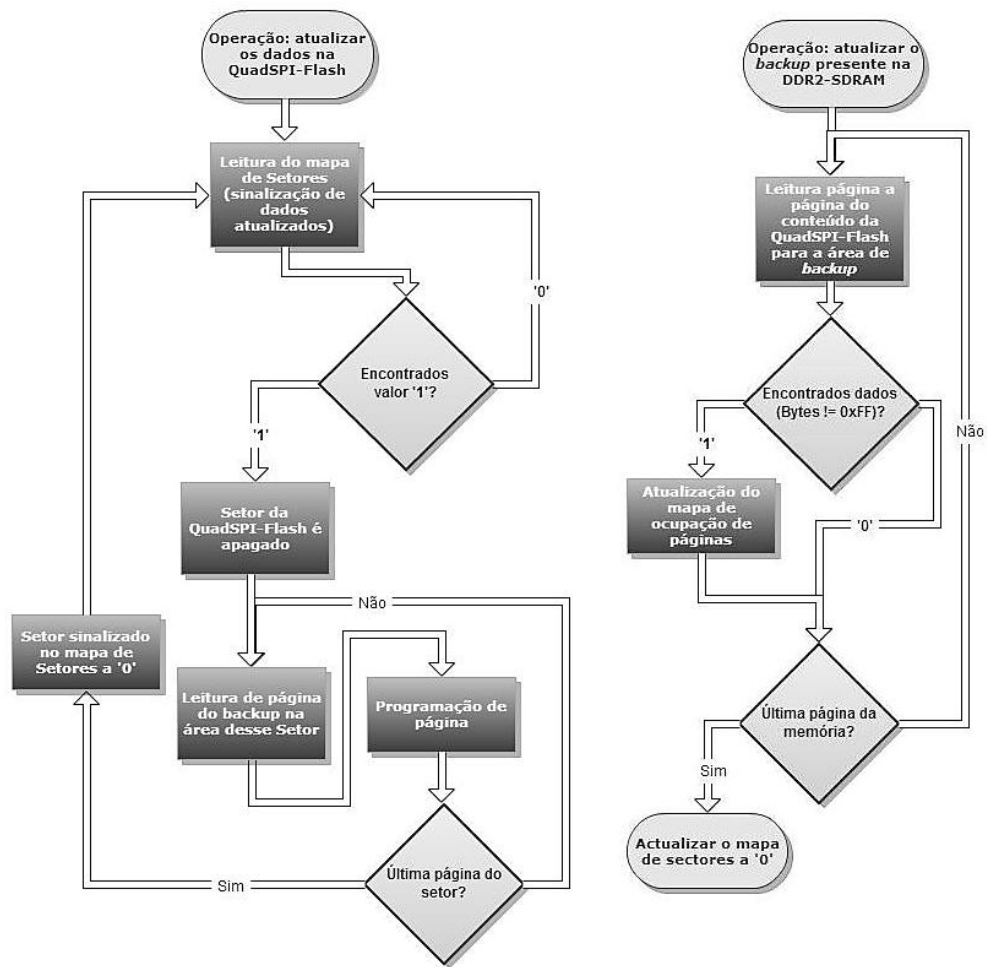 Operação: atualizar
os dados na
QuadSPI-Flash
Leitura do mapa
de Setores
(sinalização de
dados
atualizados)
'0'
Encontrados
valor '1'?
'1'
Setor da
QuadSPI-Flash é
apagado
Não
Setor sinalizado
no mapa de
Setores a '0'
Leitura de página
do backup na
área desse Setor
Programação de
página
Última página do
setor?
Sim
Operação: atualizar o
backup presente na
DDR2-SDRAM
Leitura página a
página do
conteúdo da
QuadSPI-Flash
para a área de
backup
Encontrados dados
(Bytes != 0xFF)?
'1'
Não
Atualização do
mapa de
ocupação de
páginas
'0'
Última página da
memória?
Sim
Actualizar o mapa
de sectores a '0'